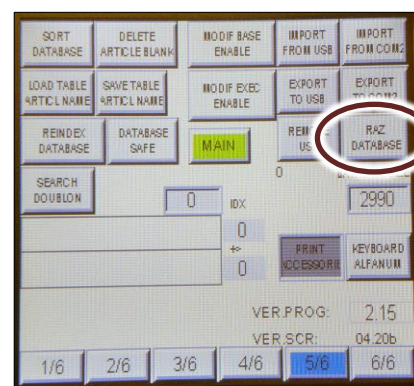 SORT
DATABASE
DELETE
ARTICLE BLANK
MODIF BASE
ENABLE
IMPORT
FROM USB
IMPORT
FROM COM2
LOAD TABLE
ARTICL NAME
SAVE TABLE
ARTICL NAME
MODIF EXEC
ENABLE
EXPORT
TO USB
EXPORT
TO COM2
REINDEX
DATABASE
DATABASE
SAFE
MAIN
RAZ
DATABASE
SEARCH
DOUBLON
0
0 IDX
2990
0
+>
0
PRINT
ACCESSORIE
KEYBOARD
ALFANUM
VER.PROG: 2.15
VER.SCR: 04.20b
1/6 2/6 3/6 4/6 5/6 6/6